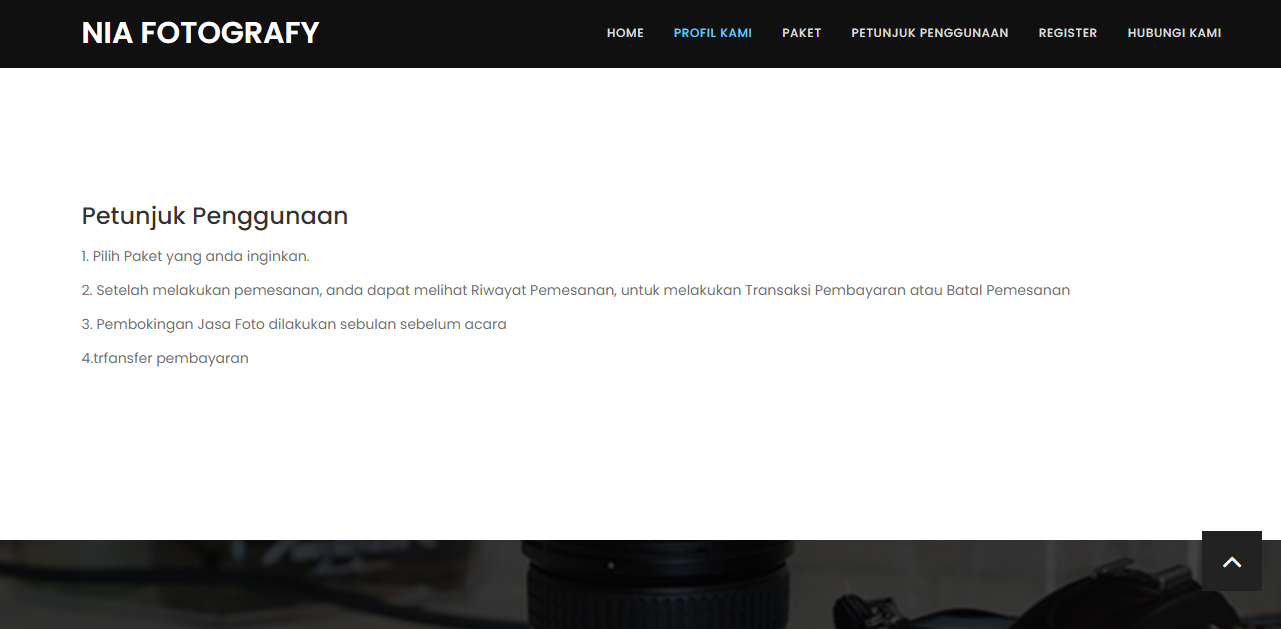 NIA FOTOGRAFY
HOME PROFIL KAMI PAKET PETUNJUK PENGGUNAAN REGISTER HUBUNGI KAMI
Petunjuk Penggunaan
1. Pilih Paket yang anda inginkan.
2. Setelah melakukan pemesanan, anda dapat melihat Riwayat Pemesanan, untuk melakukan Transaksi Pembayaran atau Batal Pemesanan
3. Pembokingan Jasa Foto dilakukan sebulan sebelum acara
4.trfansfer pembayaran